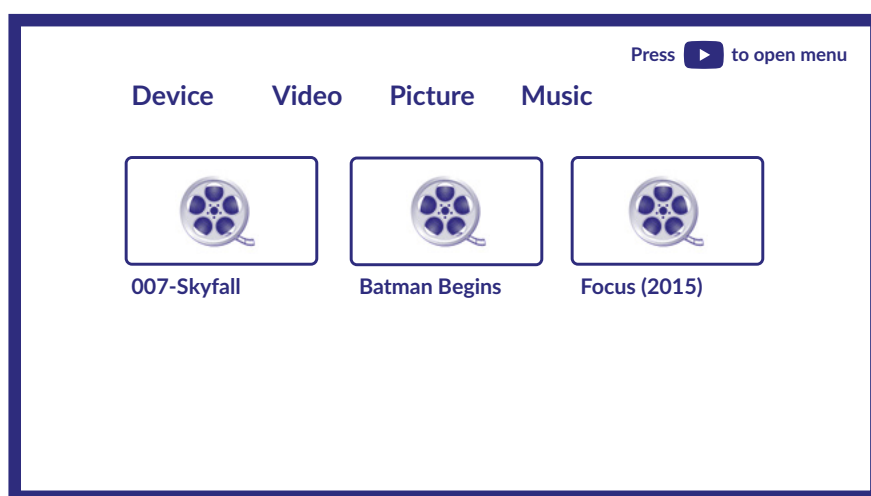 Press to open menu
Device Video Picture Music
007-Skyfall Batman Begins Focus (2015)